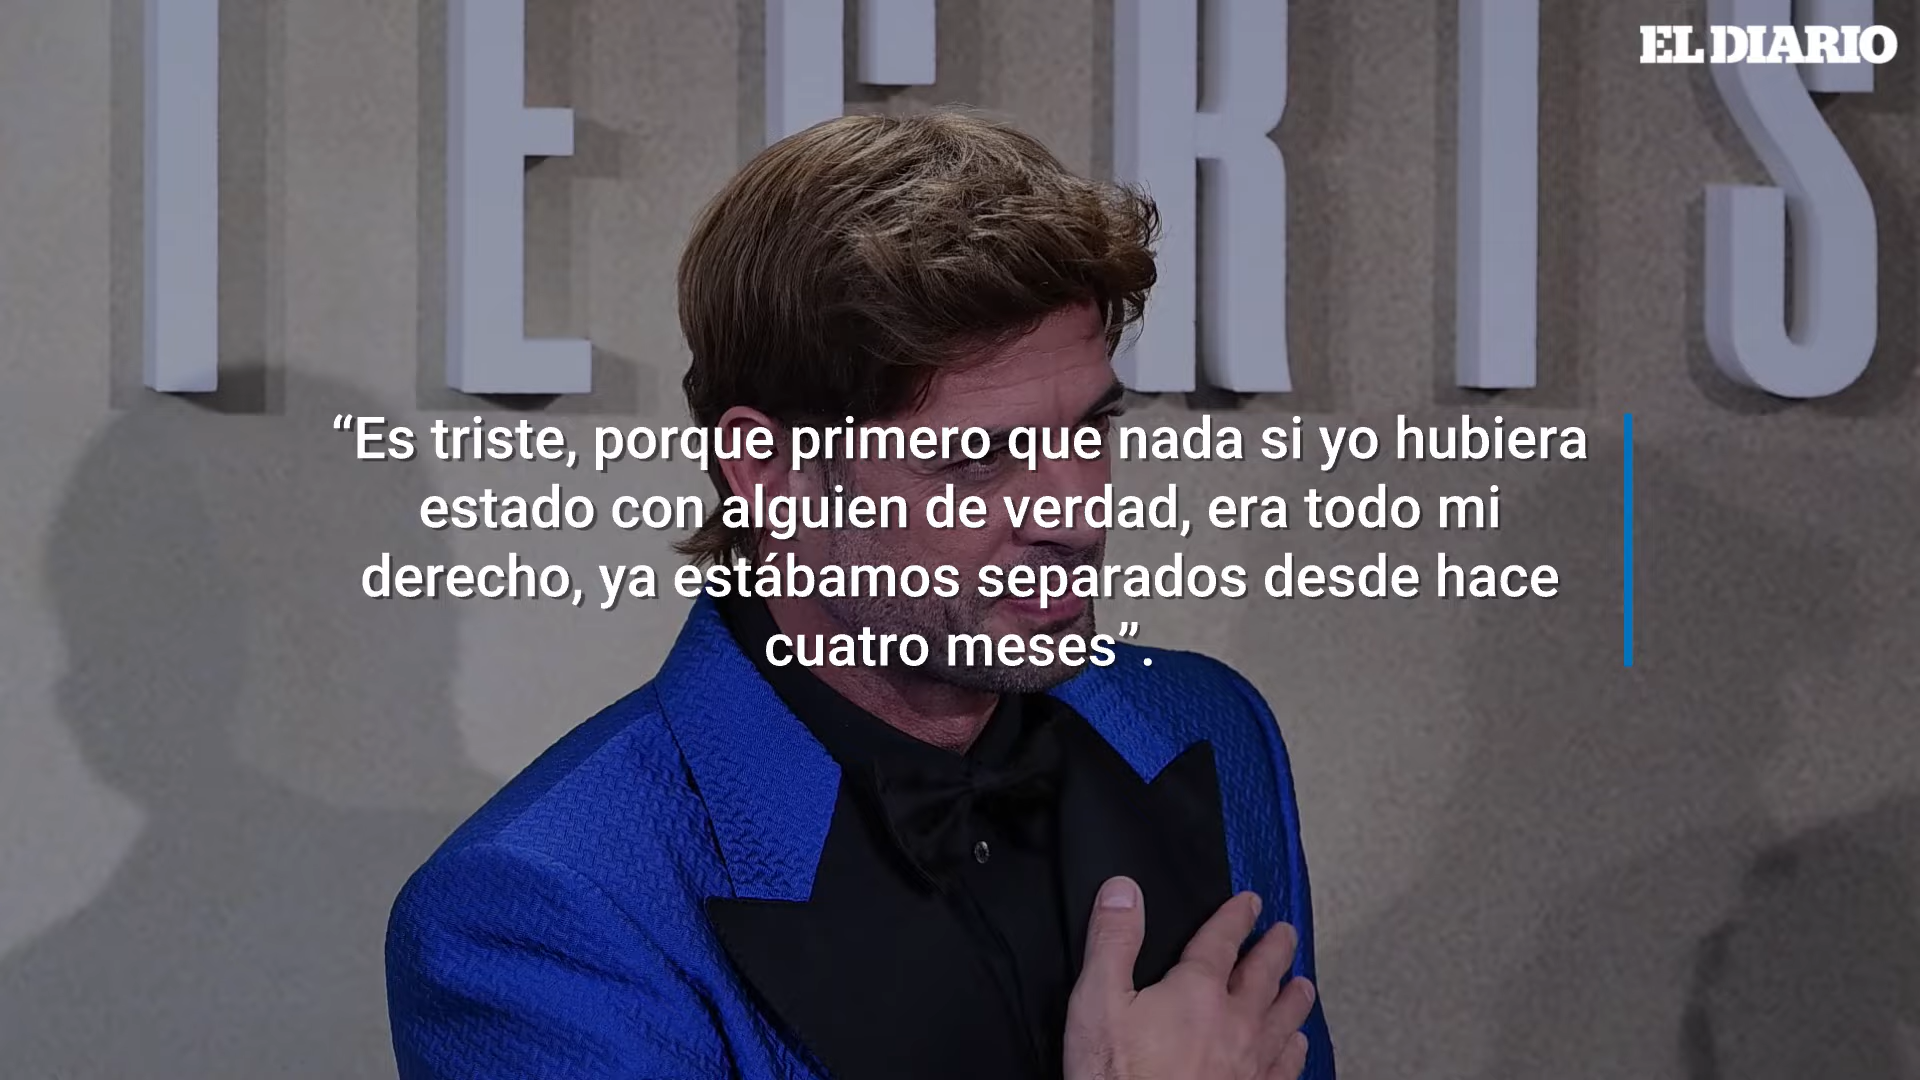 EL DIARIO
“Es triste, porque primero que nada si yo hubiera
estado con alguien de verdad, era todo mi
derecho, ya estábamos separados desde hace
cuatro meses”.